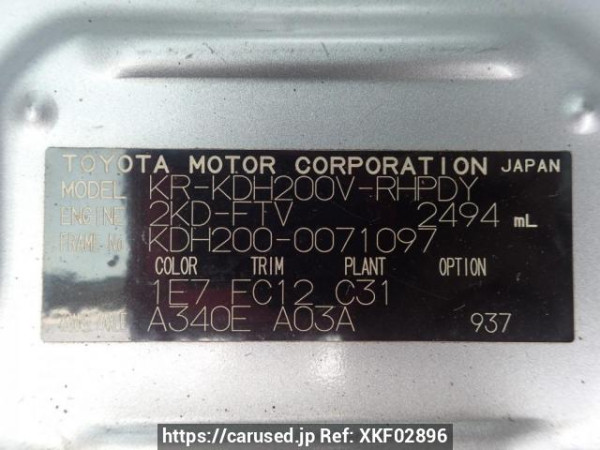 TOYOTA MOTOR CORPORATION JAPAN
MODEL KR-KDH200V-RHPDY
ENGINE 2KD-FTV 2494 mL
FRAME No. KDH200-0071097
COLOR TRIM PLANT OPTION
1E7 FC12 C31
A340E A03A 937
https://carused.jp Ref: XKF02896